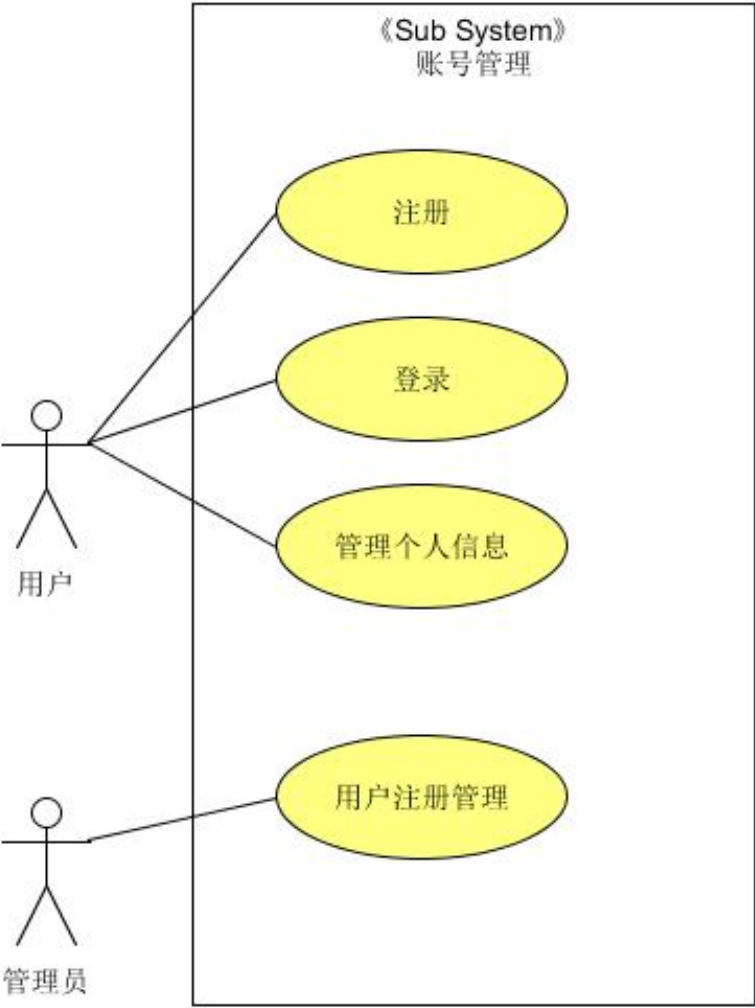 《Sub System》
账号管理
注册
登录
管理个人信息
用户
用户注册管理
管理员